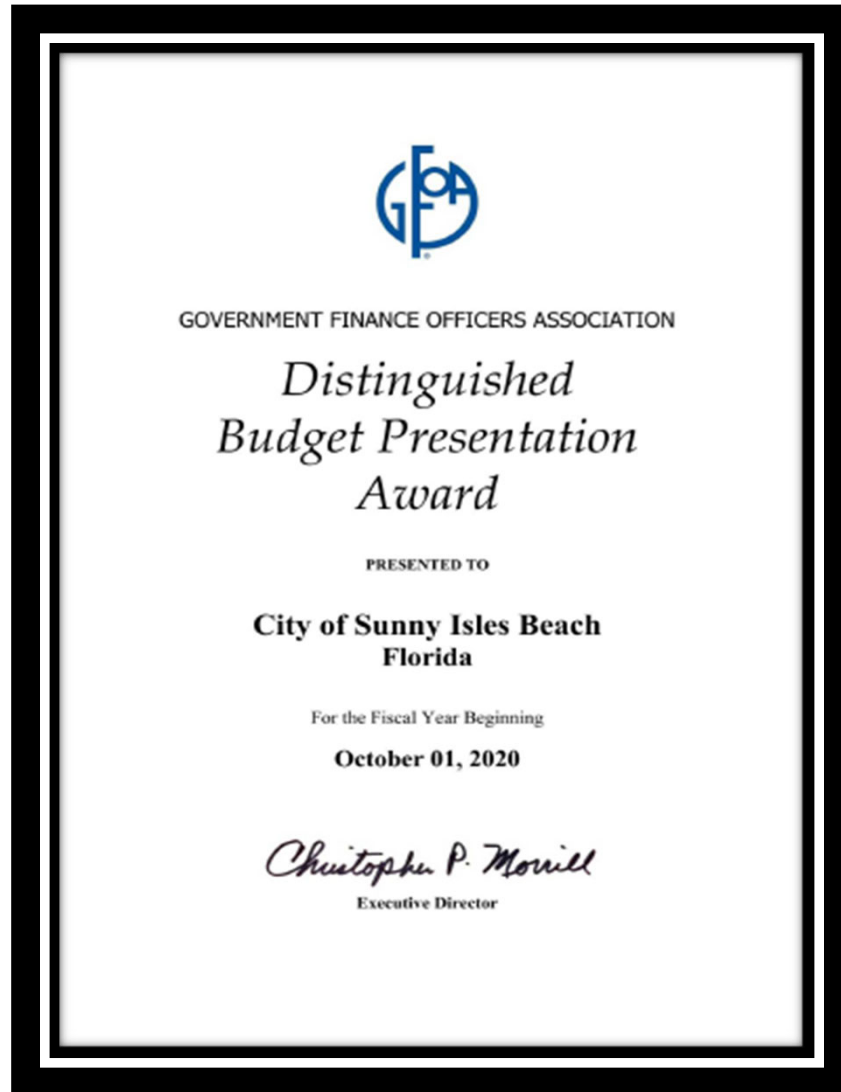 GFOA
GOVERNMENT FINANCE OFFICERS ASSOCIATION
Distinguished
Budget Presentation
Award
PRESENTED TO
City of Sunny Isles Beach
Florida
For the Fiscal Year Beginning
October 01, 2020
Christopher P. Morrill
Executive Director